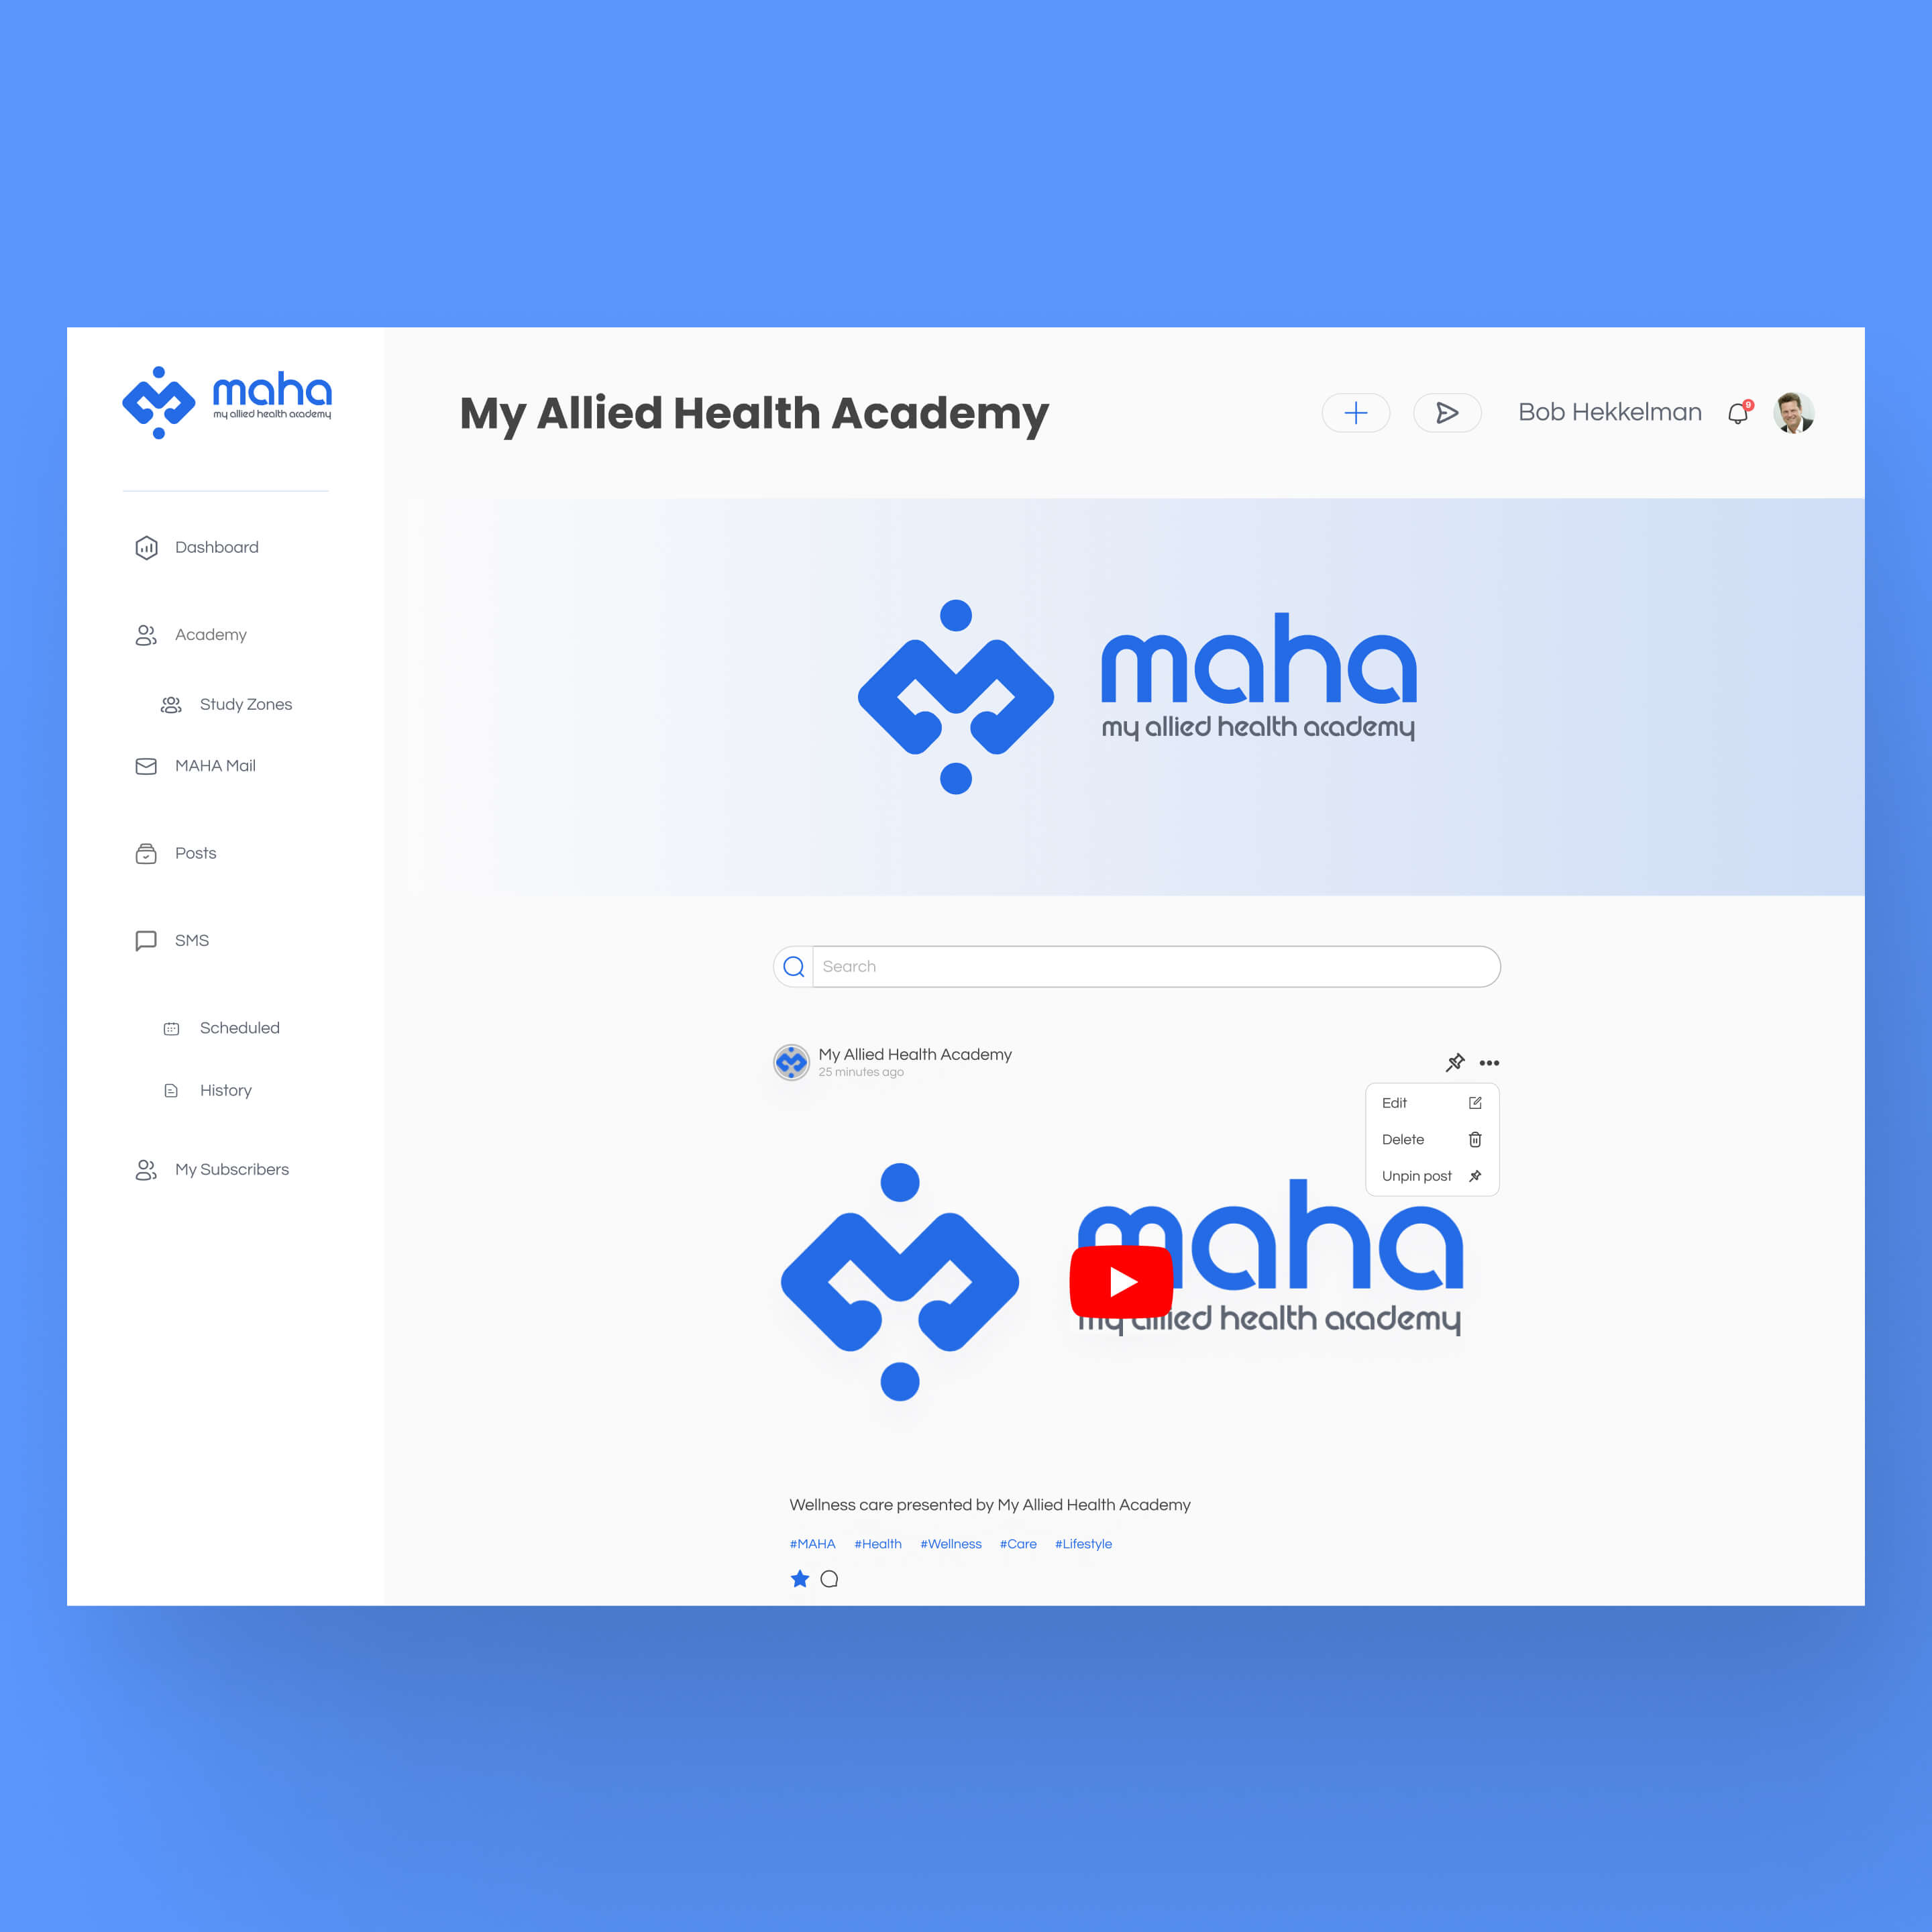 maha
my allied health academy
My Allied Health Academy
Bob Hekkelman
Dashboard
Academy
Study Zones
MAHA Mail
Posts
SMS
Scheduled
History
My Subscribers
maha
my allied health academy
Search
My Allied Health Academy
25 minutes ago
Edit
Delete
Unpin post
maha
my allied health academy
Wellness care presented by My Allied Health Academy
#MAHA #Health #Wellness #Care #Lifestyle